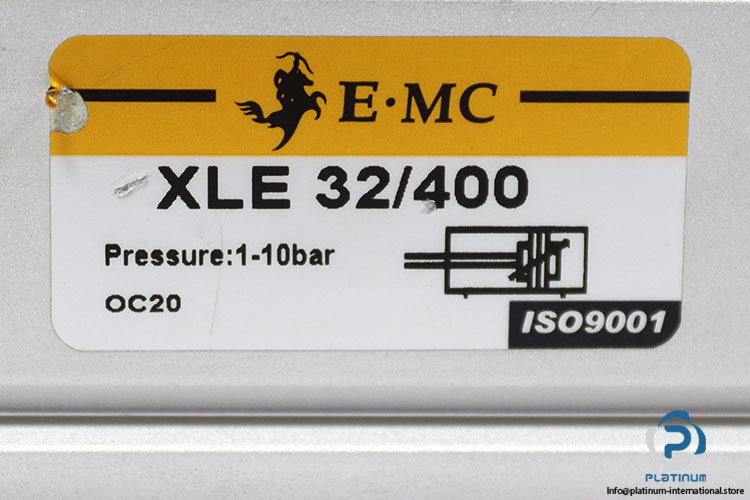 E·MC
XLE 32/400
Pressure:1-10bar
OC20
ISO9001
PLATINUM
Info@platinum-international.store